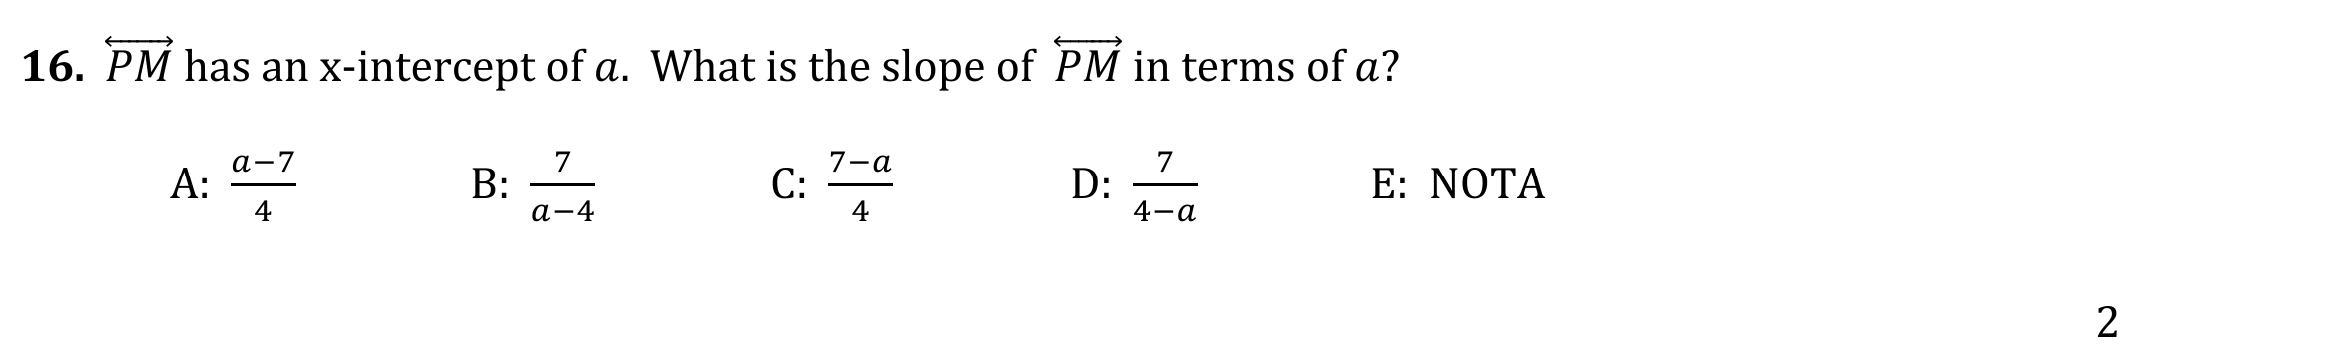 16. PM has an x-intercept of a. What is the slope of PM in terms of a?
A: a−7/4 B: 7/a−4 C: 7−a/4 D: 7/4−a E: NOTA
2